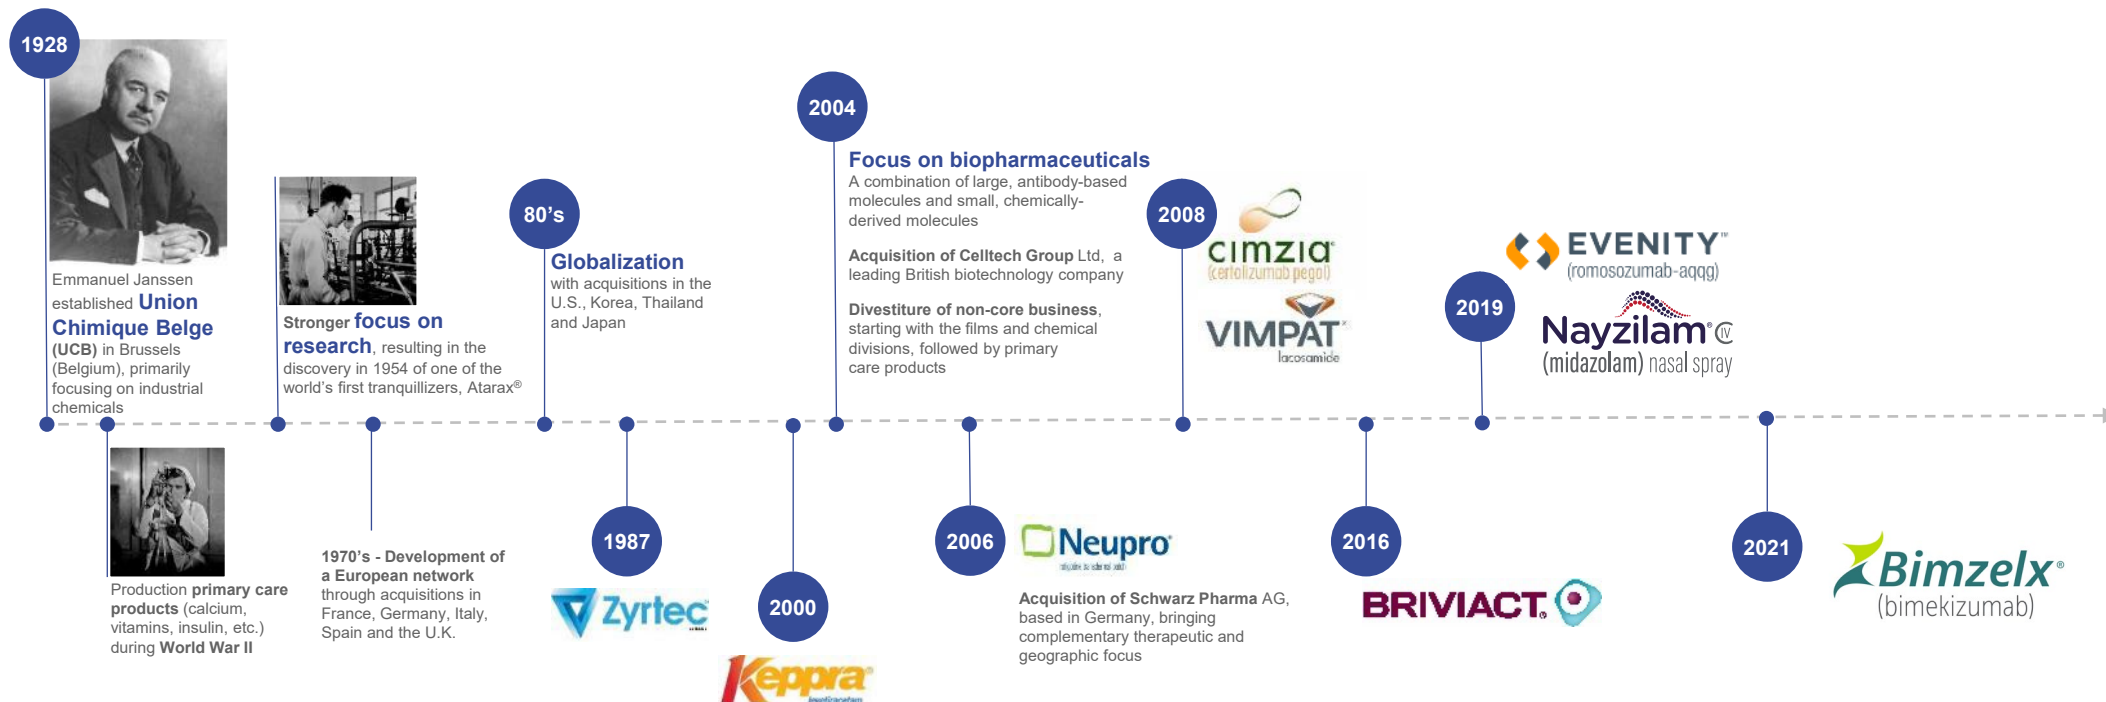 1928
Emmanuel Janssen
established Union
Chimique Belge
(UCB) in Brussels
(Belgium), primarily
focusing on industrial
chemicals
Production primary care
products (calcium,
vitamins, insulin, etc.)
during World War II
Stronger focus on
research, resulting in the
discovery in 1954 of one of the
world's first tranquillizers, Atarax®
1970's - Development of
a European network
through acquisitions in
France, Germany, Italy,
Spain and the U.K.
80's
Globalization
with acquisitions in the
U.S., Korea, Thailand
and Japan
1987
Zyrtec
2000
Keppra
levetiracetam
2004
Focus on biopharmaceuticals
A combination of large, antibody-based
molecules and small, chemically-
derived molecules
Acquisition of Celltech Group Ltd, a
leading British biotechnology company
Divestiture of non-core business,
starting with the films and chemical
divisions, followed by primary
care products
2006
Neupro®
Acquisition of Schwarz Pharma AG,
based in Germany, bringing
complementary therapeutic and
geographic focus
2008
cimzia®
(certolizumab pegol)
VIMPAT
lacosamide
2016
BRIVIACT®
2019
EVENITY™
(romosozumab-aqqg)
Nayzilam® CIV
(midazolam) nasal spray
2021
Bimzelx®
(bimekizumab)